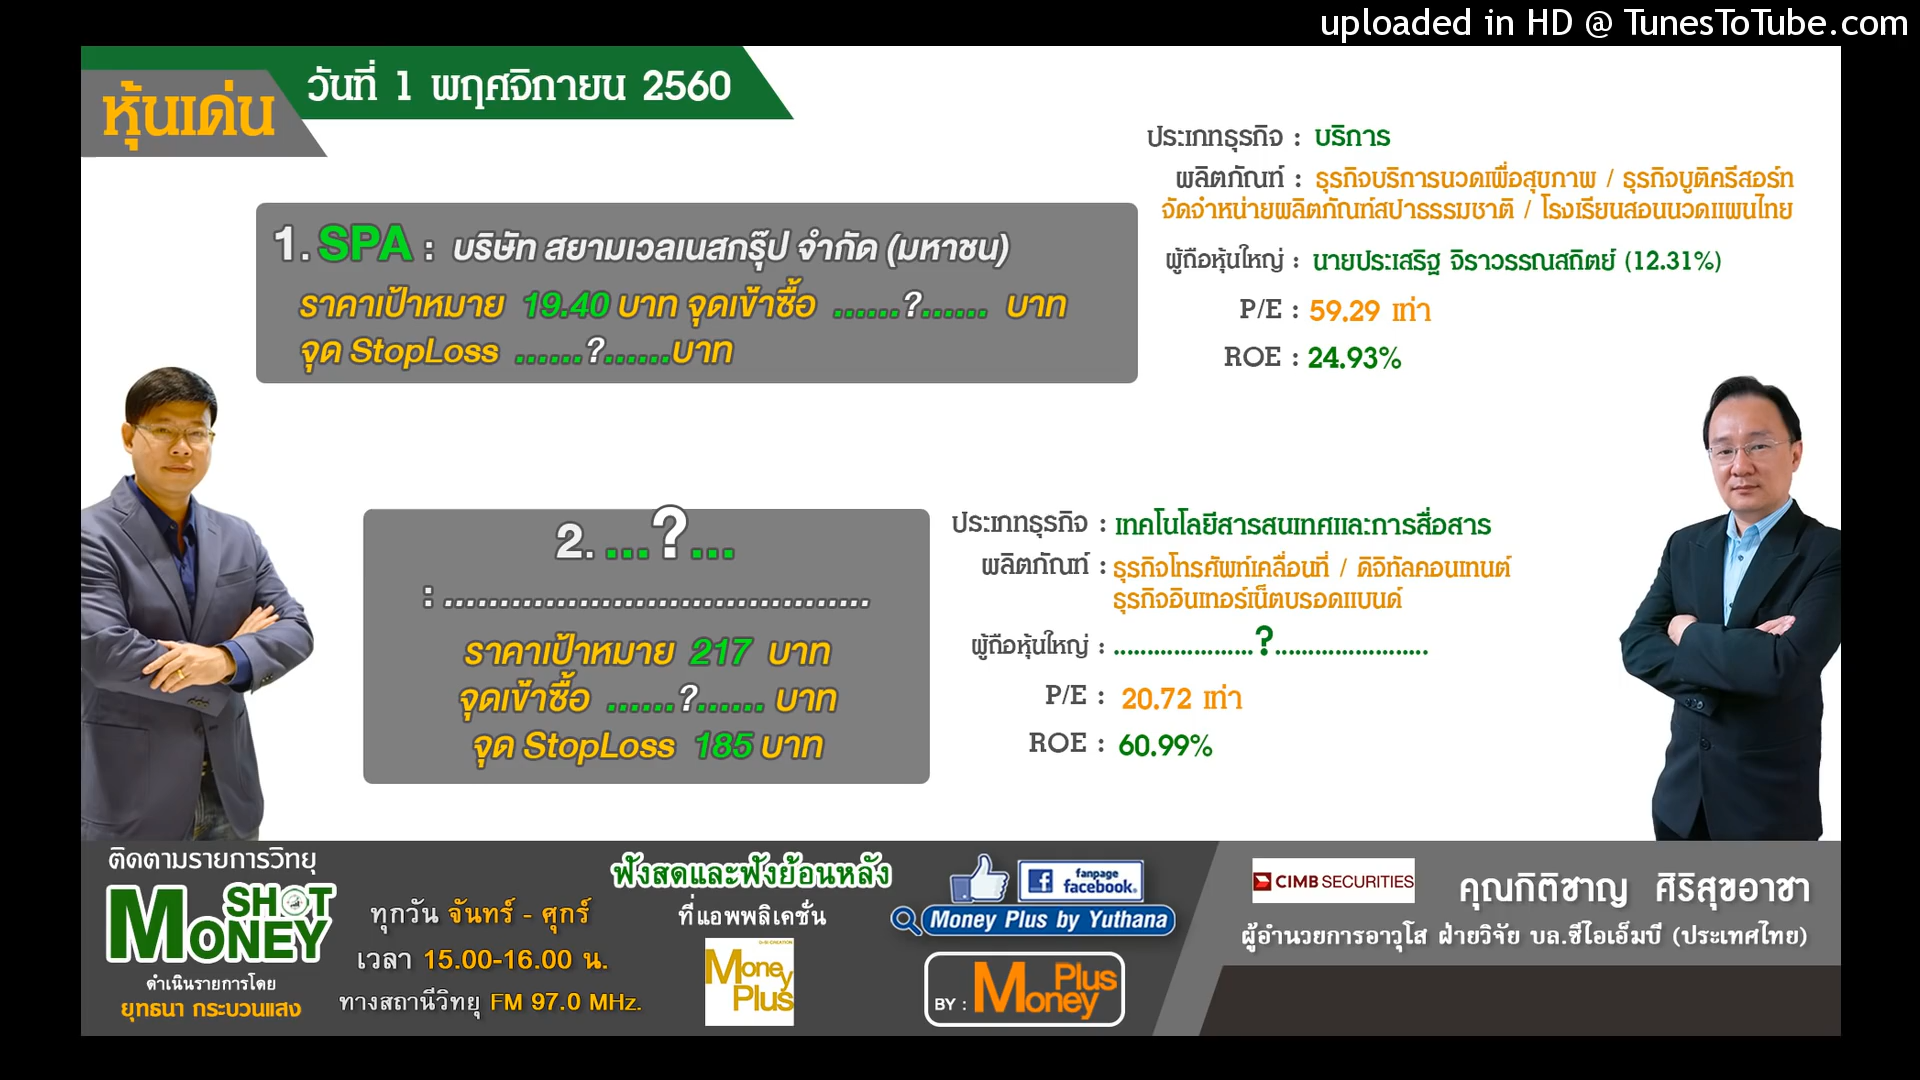 uploaded in HD @ TunesToTube.com
หุ้นเด่น
วันที่ 1 พฤศจิกายน 2560
1. SPA : บริษัท สยามเวลเนสกรุ๊ป จำกัด (มหาชน)
ราคาเป้าหมาย 19.40 บาท จุดเข้าซื้อ ......?...... บาท
จุด StopLoss ......?......บาท
ประเภทธุรกิจ : บริการ
ผลิตภัณฑ์ : ธุรกิจบริการนวดเพื่อสุขภาพ / ธุรกิจบูติครีสอร์ท
จัดจำหน่ายผลิตภัณฑ์สปาธรรมชาติ / โรงเรียนสอนนวดแผนไทย
ผู้ถือหุ้นใหญ่ : นายประเสริฐ จิราวรรณสถิตย์ (12.31%)
P/E : 59.29 เท่า
ROE : 24.93%
2. ...?...
: ......................................
ราคาเป้าหมาย 217 บาท
จุดเข้าซื้อ ......?...... บาท
จุด StopLoss 185 บาท
ประเภทธุรกิจ : เทคโนโลยีสารสนเทศและการสื่อสาร
ผลิตภัณฑ์ : ธุรกิจโทรศัพท์เคลื่อนที่ / ดิจิทัลคอนเทนต์
ธุรกิจอินเทอร์เน็ตบรอดแบนด์
ผู้ถือหุ้นใหญ่ : .....................?......................
P/E : 20.72 เท่า
ROE : 60.99%
ติดตามรายการวิทยุ
MONEY SHOT
ดำเนินรายการโดย
ยุทธนา กระบวนแสง
ทุกวัน จันทร์ - ศุกร์
เวลา 15.00-16.00 น.
ทางสถานีวิทยุ FM 97.0 MHz.
ฟังสดและฟังย้อนหลัง
ที่แอพพลิเคชั่น
Money Plus
fanpage
facebook.
Money Plus by Yuthana
BY : Money Plus
CIMB SECURITIES
คุณกิติชาญ ศิริสุขอาชา
ผู้อำนวยการอาวุโส ฝ่ายวิจัย บล.ซีไอเอ็มบี (ประเทศไทย)